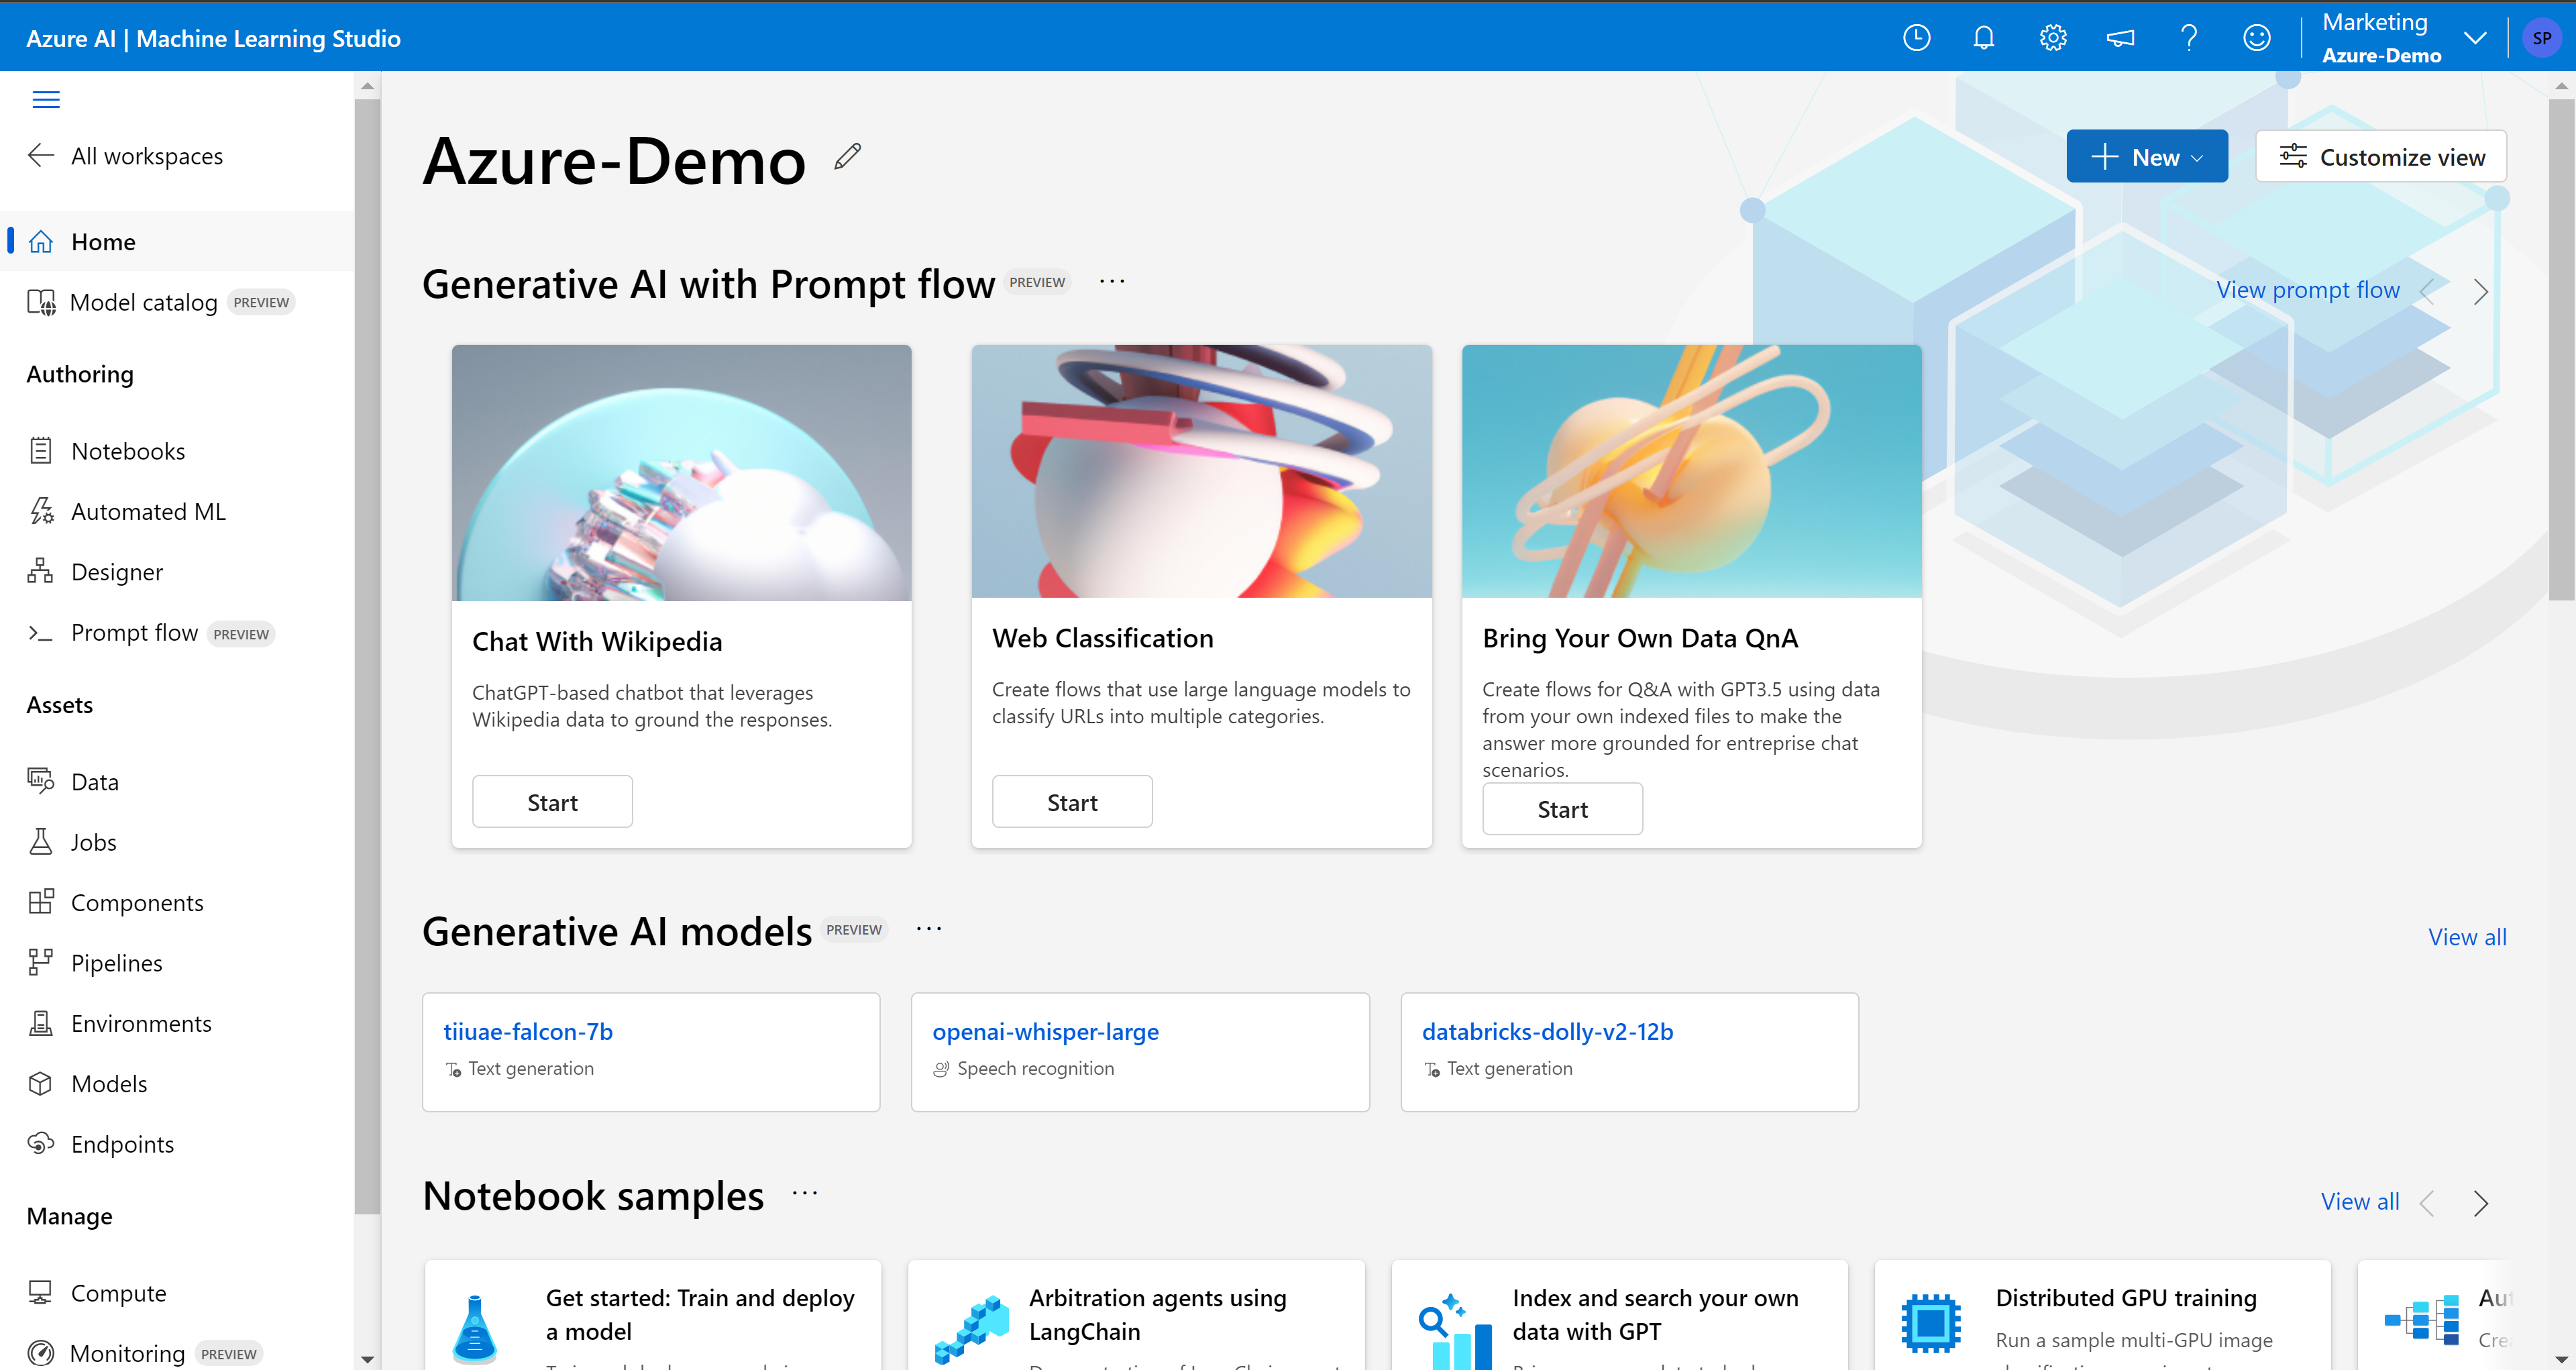 Azure AI | Machine Learning Studio
Marketing
Azure-Demo
SP
All workspaces
Home
Model catalog PREVIEW
Authoring
Notebooks
Automated ML
Designer
Prompt flow PREVIEW
Assets
Data
Jobs
Components
Pipelines
Environments
Models
Endpoints
Manage
Compute
Monitoring PREVIEW
Azure-Demo
New
Customize view
Generative AI with Prompt flow PREVIEW ...
View prompt flow
Chat With Wikipedia
ChatGPT-based chatbot that leverages
Wikipedia data to ground the responses.
Start
Web Classification
Create flows that use large language models to
classify URLs into multiple categories.
Start
Bring Your Own Data QnA
Create flows for Q&A with GPT3.5 using data
from your own indexed files to make the
answer more grounded for entreprise chat
scenarios.
Start
Generative AI models PREVIEW ...
View all
tiiuae-falcon-7b
Text generation
openai-whisper-large
Speech recognition
databricks-dolly-v2-12b
Text generation
Notebook samples ...
View all
Get started: Train and deploy
a model
Arbitration agents using
LangChain
Index and search your own
data with GPT
Distributed GPU training
Run a sample multi-GPU image